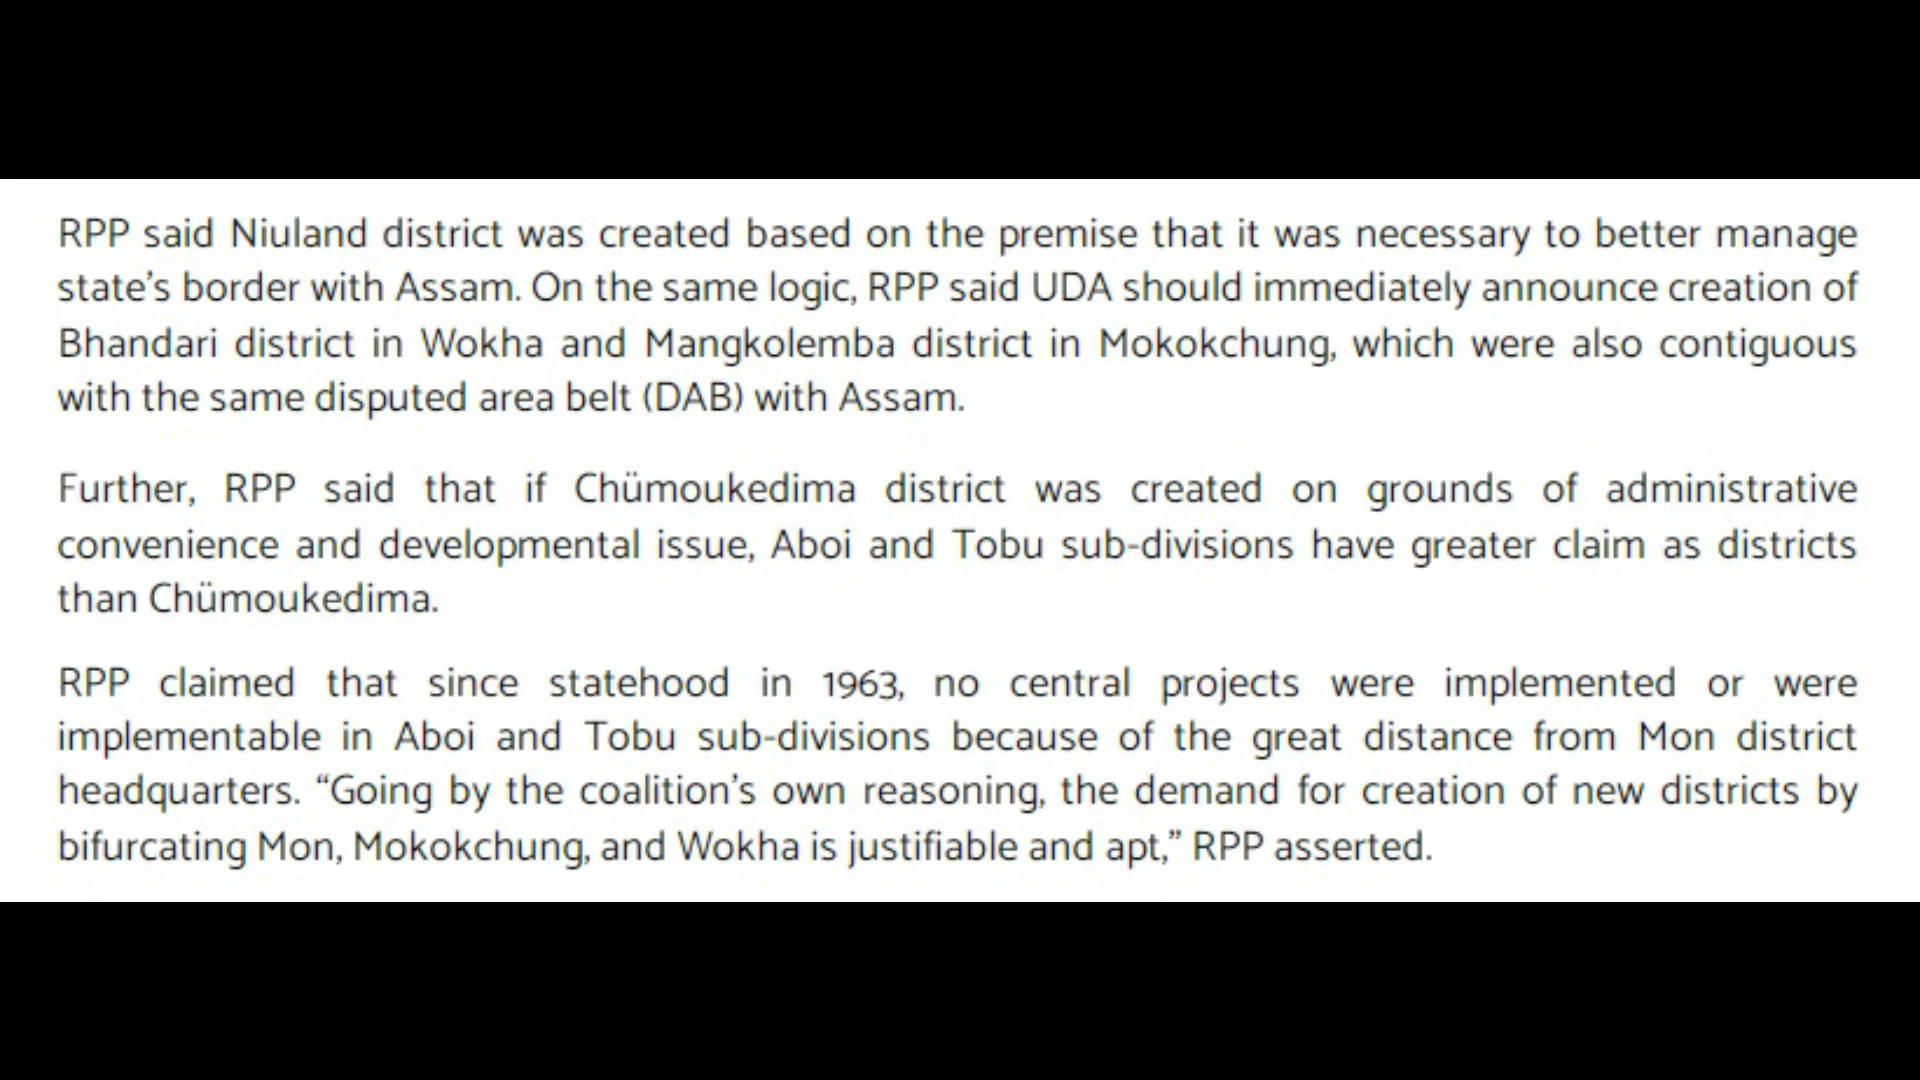 RPP said Niuland district was created based on the premise that it was necessary to better manage
state’s border with Assam. On the same logic, RPP said UDA should immediately announce creation of
Bhandari district in Wokha and Mangkolemba district in Mokokchung, which were also contiguous
with the same disputed area belt (DAB) with Assam.
Further, RPP said that if Chümoukedima district was created on grounds of administrative
convenience and developmental issue, Aboi and Tobu sub-divisions have greater claim as districts
than Chümoukedima.
RPP claimed that since statehood in 1963, no central projects were implemented or were
implementable in Aboi and Tobu sub-divisions because of the great distance from Mon district
headquarters. “Going by the coalition’s own reasoning, the demand for creation of new districts by
bifurcating Mon, Mokokchung, and Wokha is justifiable and apt,” RPP asserted.